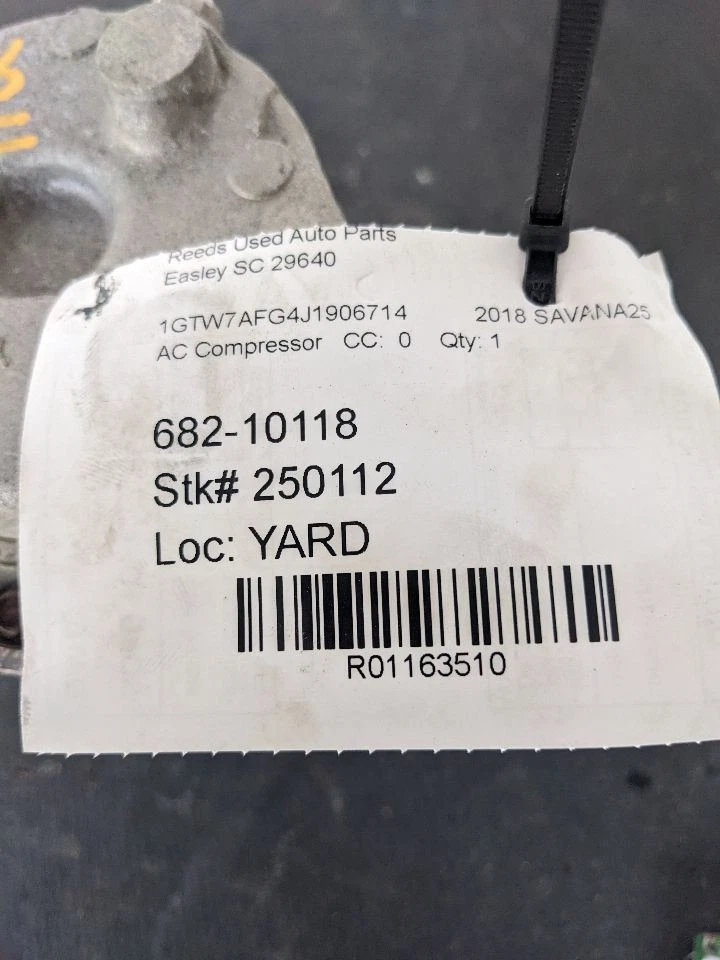 Reeds Used Auto Parts
Easley SC 29640
1GTW7AFG4J1906714 2018 SAVANA25
AC Compressor CC: 0 Qty: 1
682-10118
Stk# 250112
Loc: YARD
R01163510